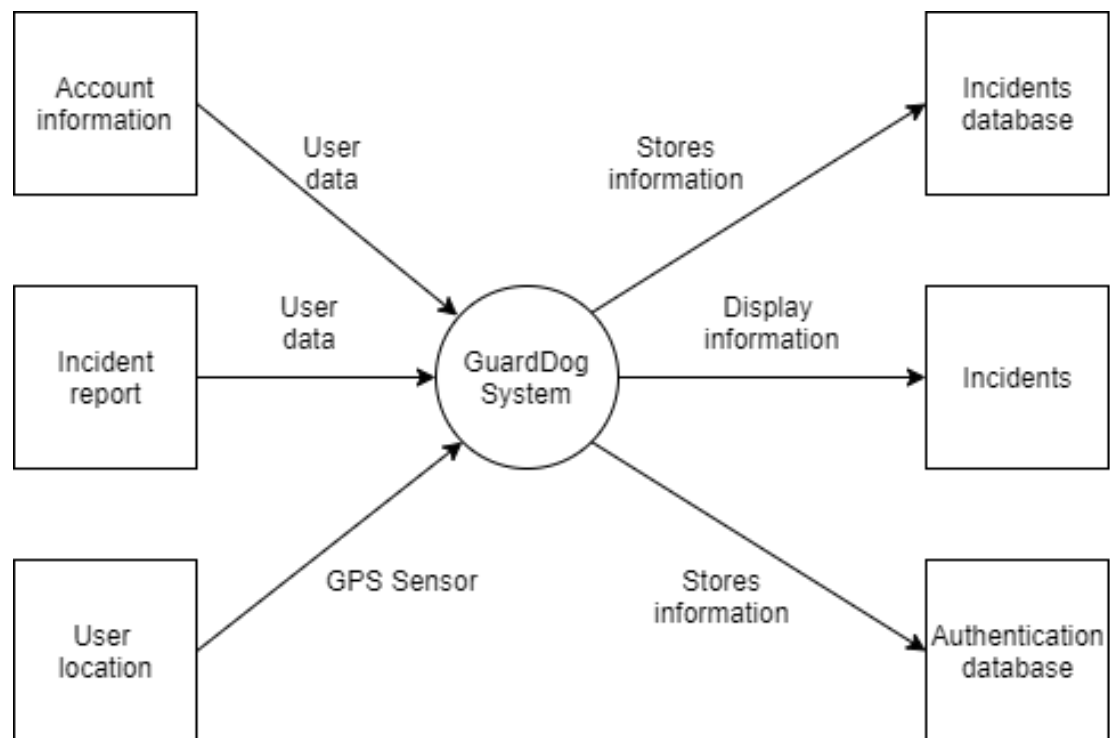 Account
information
User
data
Stores
information
Incidents
database
Incident
report
User
data
GuardDog
System
Display
information
Incidents
User
location
GPS Sensor
Stores
information
Authentication
database